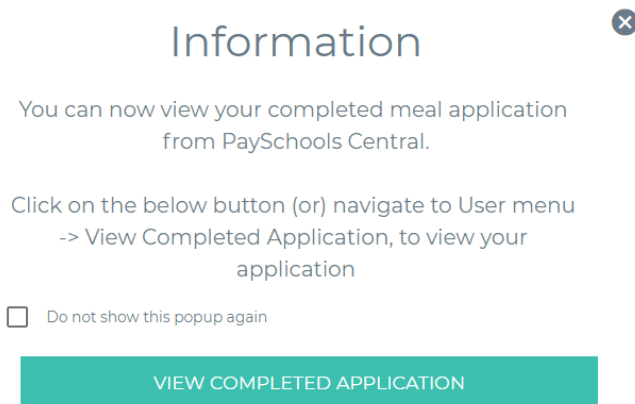 Information
You can now view your completed meal application
from PaySchools Central.
Click on the below button (or) navigate to User menu
-> View Completed Application, to view your
application
Do not show this popup again
VIEW COMPLETED APPLICATION